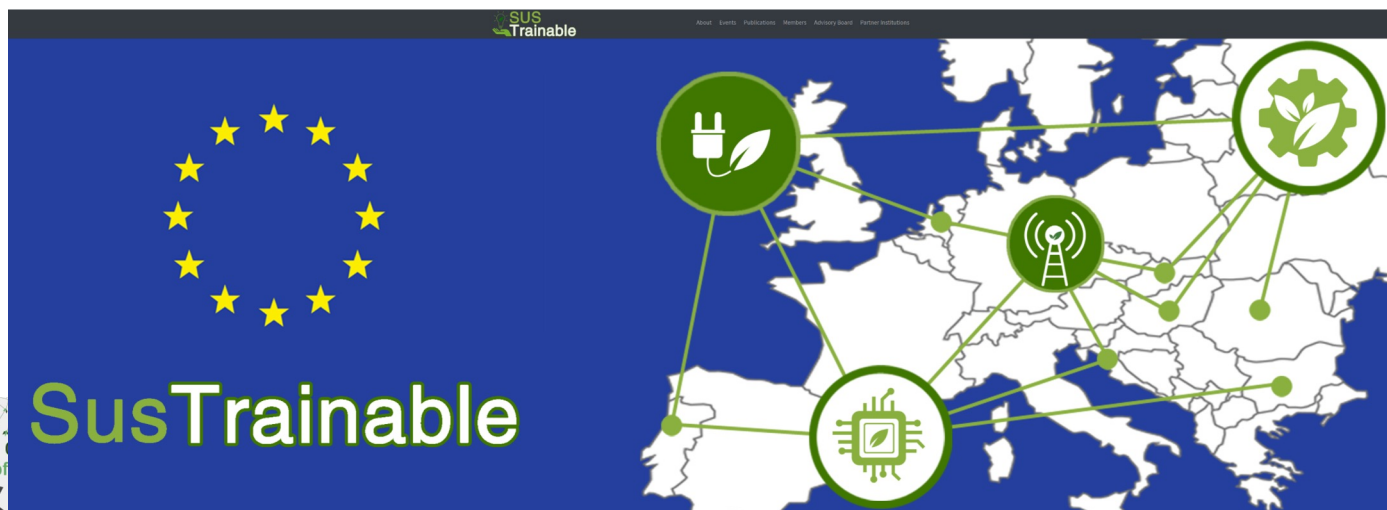 SUS
Trainable
About Events Publications Members Advisory Board Partner Institutions
SusTrainable